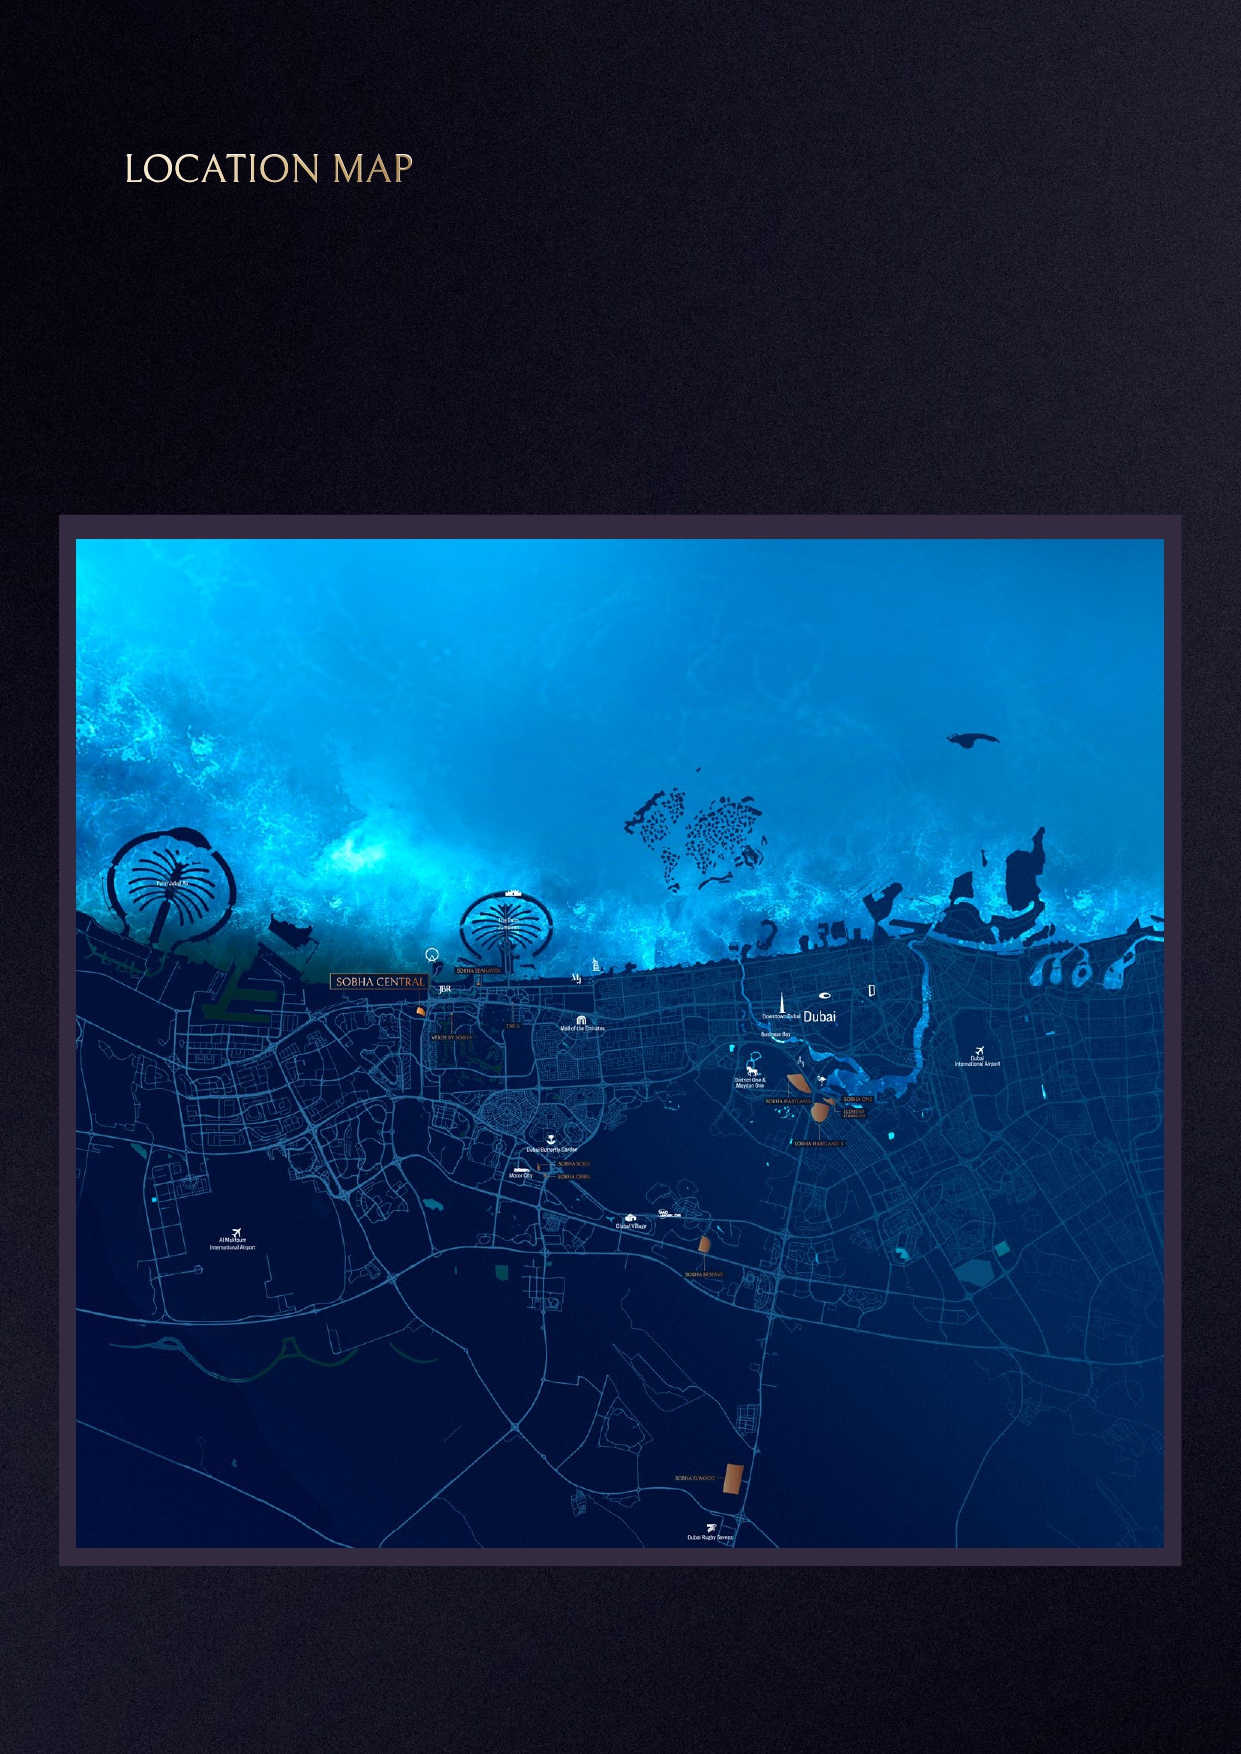 LOCATION MAP
Palm Jebel Ali
The Palm
Jumeirah
SOBHA SEAHAVEN
SOBHA CENTRAL
JBR
MJ
VERDE BY SOBHA
THE S
Mall of the Emirates
Downtown Dubai
Dubai
Business Bay
Dubai
International Airport
District One &
Meydan One
SOBHA HARTLAND
SOBHA ONE
ELEMENT
SOBHA HARTLAND II
Dubai Butterfly Garden
Motor City
SOBHA SOLIS
SOBHA ORBIS
Global Village
SOBHA RESERVE
Al Maktoum
International Airport
SOBHA ELWOOD
Dubai Rugby Sevens